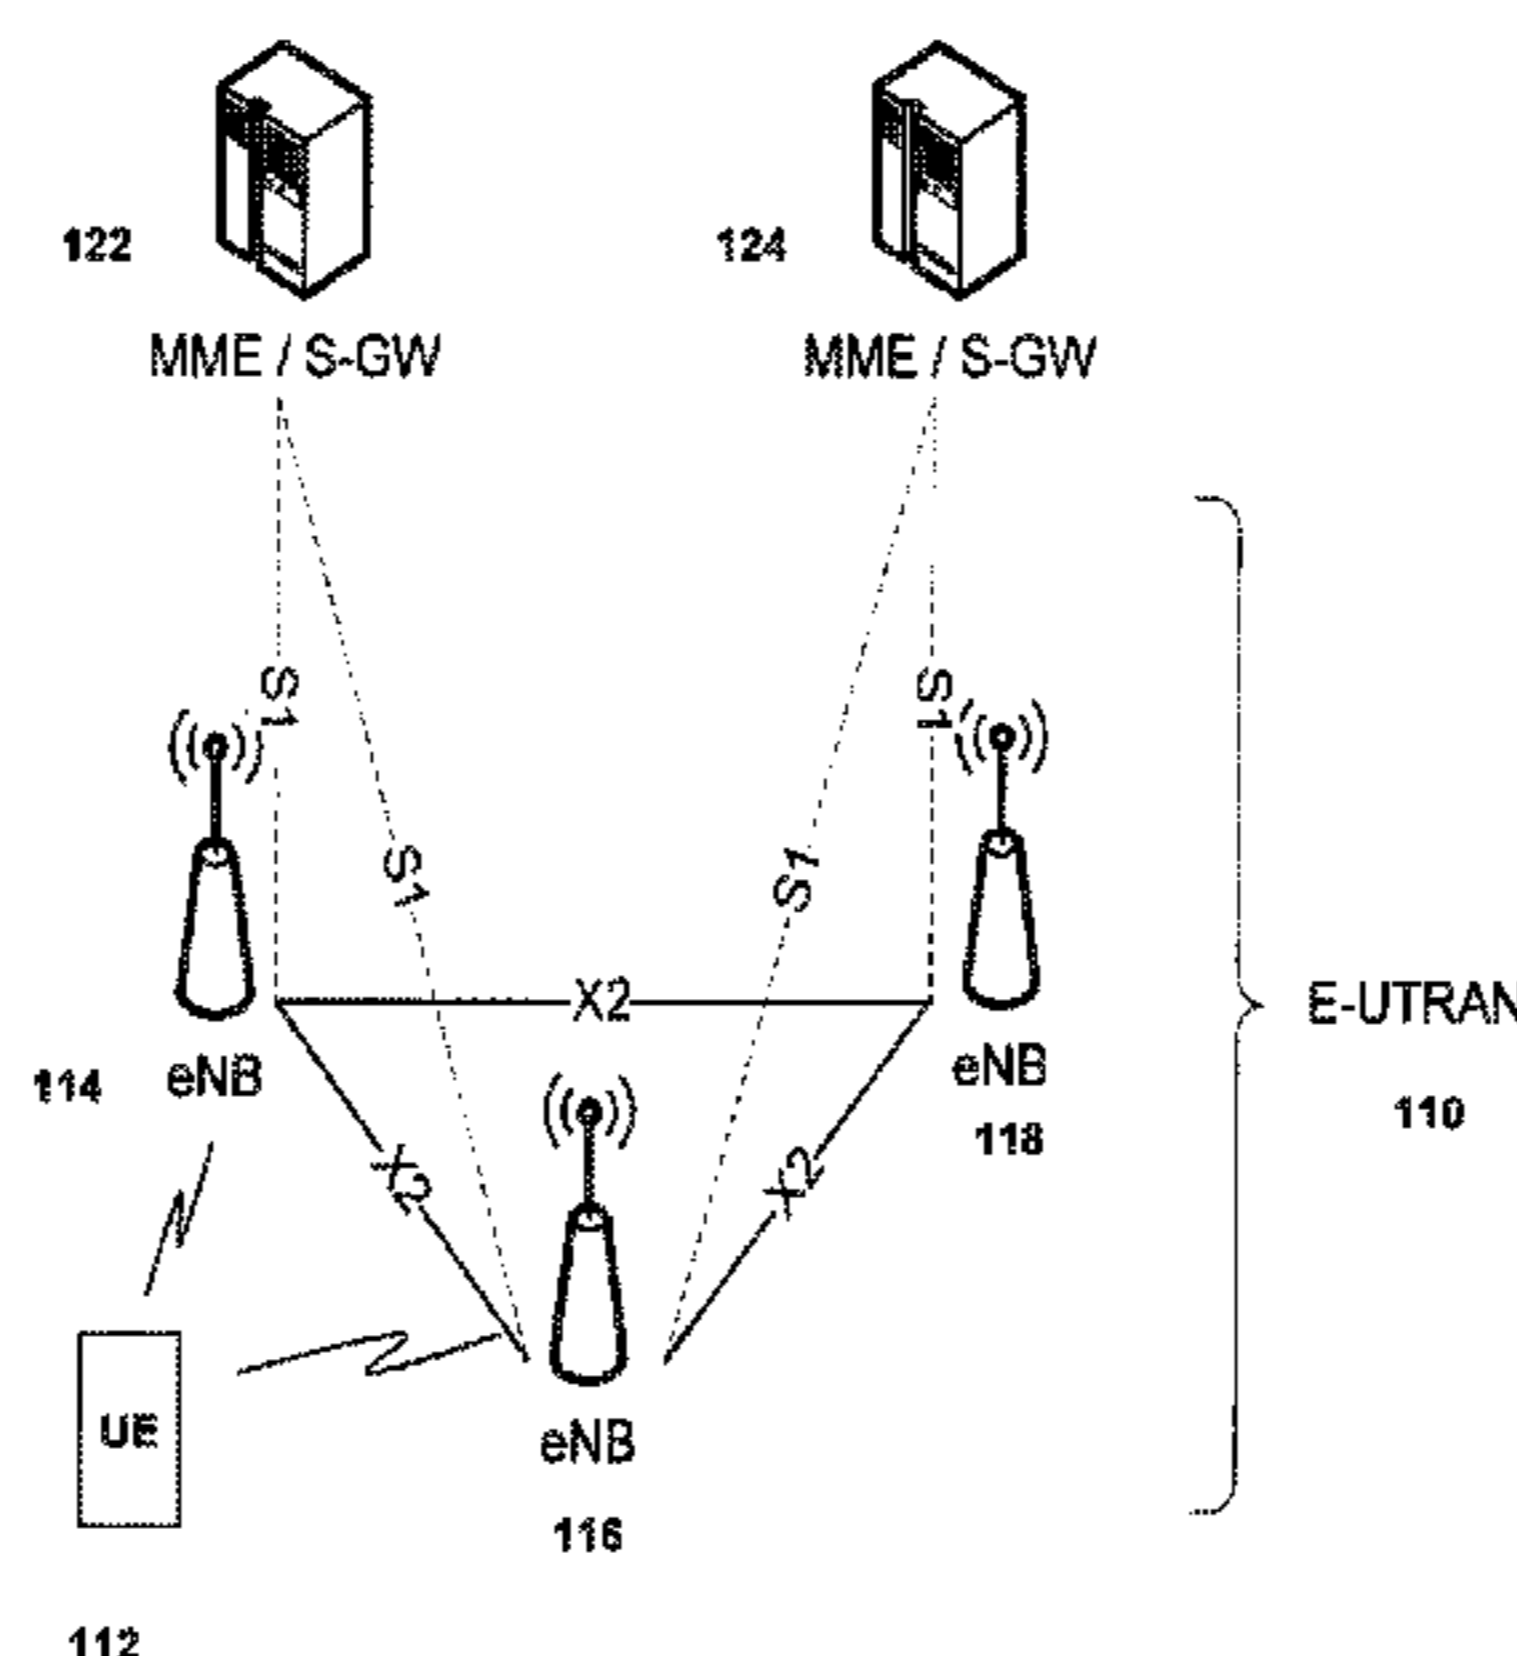 122
124
MME / S-GW
MME / S-GW
S1
S1
S1
S1
X2
E-UTRAN
eNB
eNB
114
110
118
X2
X2
UE
eNB
116
112